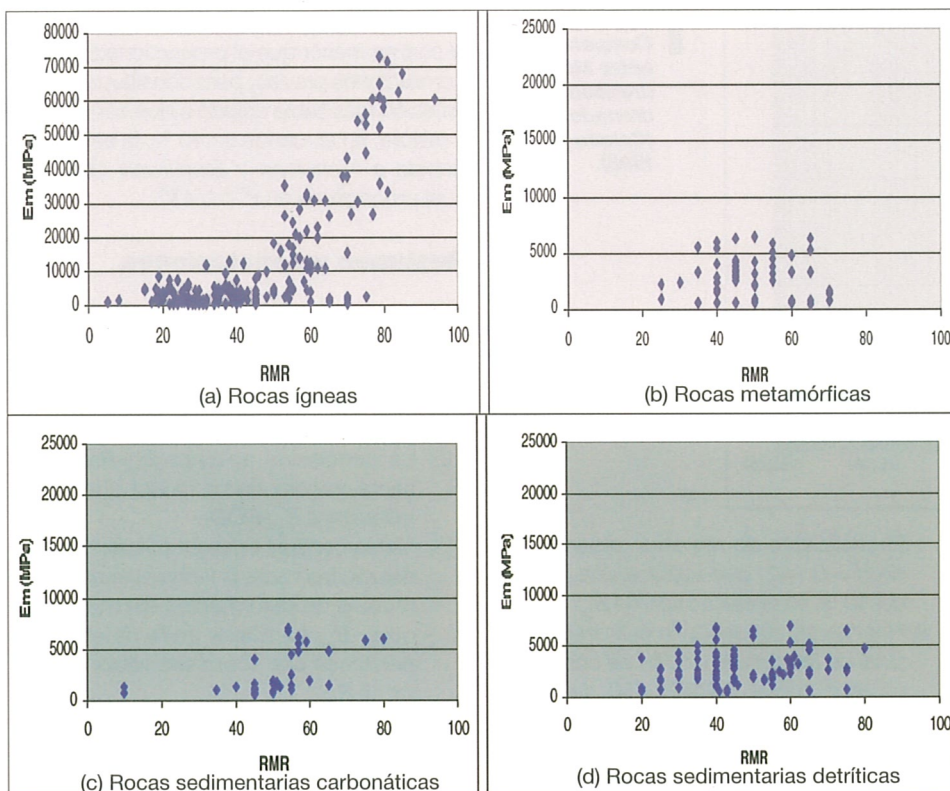 80000
70000
60000
50000
40000
30000
20000
10000
0
Em (MPa)
0 20 40 60 80 100
RMR
(a) Rocas ígneas
25000
20000
15000
10000
5000
0
Em (MPa)
0 20 40 60 80 100
RMR
(b) Rocas metamórficas
25000
20000
15000
10000
5000
0
Em (MPa)
0 20 40 60 80 100
RMR
(c) Rocas sedimentarias carbonáticas
25000
20000
15000
10000
5000
0
Em (MPa)
0 20 40 60 80 100
RMR
(d) Rocas sedimentarias detríticas